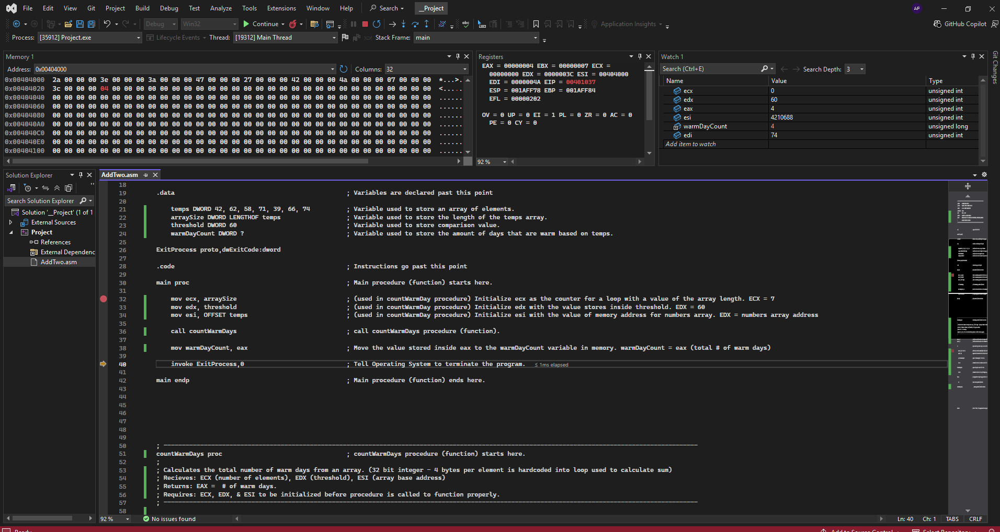 File Edit View Git Project Build Debug Test Analyze Tools Extensions Window Help Search __Project AP
Debug Win32 Continue abc Application Insights GitHub Copilot
Process: [35912] Project.exe Lifecycle Events Thread: [19312] Main Thread Stack Frame: main
Memory 1
Address: 0x00404000 Columns: 32
0x00404000 2a 00 00 00 3e 00 00 00 3a 00 00 00 47 00 00 00 27 00 00 00 42 00 00 00 4a 00 00 00 07 00 00 00 *...>.
0x00404020 3c 00 00 00 04 00 00 00 00 00 00 00 00 00 00 00 00 00 00 00 00 00 00 00 00 00 00 00 00 00 00 00 <.....
0x00404040 00 00 00 00 00 00 00 00 00 00 00 00 00 00 00 00 00 00 00 00 00 00 00 00 00 00 00 00 00 00 00 00 ......
0x00404060 00 00 00 00 00 00 00 00 00 00 00 00 00 00 00 00 00 00 00 00 00 00 00 00 00 00 00 00 00 00 00 00 ......
0x00404080 00 00 00 00 00 00 00 00 00 00 00 00 00 00 00 00 00 00 00 00 00 00 00 00 00 00 00 00 00 00 00 00 ......
0x004040A0 00 00 00 00 00 00 00 00 00 00 00 00 00 00 00 00 00 00 00 00 00 00 00 00 00 00 00 00 00 00 00 00 ......
0x004040C0 00 00 00 00 00 00 00 00 00 00 00 00 00 00 00 00 00 00 00 00 00 00 00 00 00 00 00 00 00 00 00 00 ......
0x004040E0 00 00 00 00 00 00 00 00 00 00 00 00 00 00 00 00 00 00 00 00 00 00 00 00 00 00 00 00 00 00 00 00 ......
0x00404100 00 00 00 00 00 00 00 00 00 00 00 00 00 00 00 00 00 00 00 00 00 00 00 00 00 00 00 00 00 00 00 00 ......
Registers
EAX = 00000004 EBX = 00000007 ECX =
00000000 EDX = 0000003C ESI = 00404000
EDI = 0000004A EIP = 00401037
ESP = 001AFF78 EBP = 001AFF84
EFL = 00000202
OV = 0 UP = 0 EI = 1 PL = 0 ZR = 0 AC = 0
PE = 0 CY = 0
92 %
Watch 1
Search (Ctrl+E) Search Depth: 3
Name Value Type
ecx 0 unsigned int
edx 60 unsigned int
eax 4 unsigned int
esi 4210688 unsigned int
warmDayCount 4 unsigned long
edi 74 unsigned int
Add item to watch
Git Changes
Solution Explorer
Search Solution Explorer
Solution '__Project' (1 of 1
External Sources
Project
References
External Dependenc
AddTwo.asm
AddTwo.asm
18
19 .data ; Variables are declared past this point
20
21 temps DWORD 42, 62, 58, 71, 39, 66, 74 ; Variable used to store an array of elements.
22 arraySize DWORD LENGTHOF temps ; Variable used to store the length of the temps array.
23 threshold DWORD 60 ; Variable used to store comparison value.
24 warmDayCount DWORD ? ; Variable used to store the amount of days that are warm based on temps.
25
26 ExitProcess proto,dwExitCode:dword
27
28 .code ; Instructions go past this point
29
30 main proc ; Main procedure (function) starts here.
31
32 mov ecx, arraySize ; (used in countWarmDay procedure) Initialize ecx as the counter for a loop with a value of the array length. ECX = 7
33 mov edx, threshold ; (used in countWarmDay procedure) Initialize edx with the value stores inside threshold. EDX = 60
34 mov esi, OFFSET temps ; (used in countWarmDay procedure) Initialize esi with the value of memory address for numbers array. EDX = numbers array address
35
36 call countWarmDays ; call countWarmDays procedure (function).
37
38 mov warmDayCount, eax ; Move the value stored inside eax to the warmDayCount variable in memory. warmDayCount = eax (total # of warm days)
39
40 invoke ExitProcess,0 ; Tell Operating System to terminate the program. ≤ 1ms elapsed
41
42 main endp ; Main procedure (function) ends here.
43
44
45
46
47
48
49
50 ; ————————————————————
51 countWarmDays proc ; countWarmDays procedure (function) starts here.
52 ;
53 ; Calculates the total number of warm days from an array. (32 bit integer - 4 bytes per element is hardcoded into loop used to calculate sum)
54 ; Recieves: ECX (number of elements), EDX (threshold), ESI (array base address)
55 ; Returns: EAX = # of warm days.
56 ; Requires: ECX, EDX, & ESI to be initialized before procedure is called to function properly.
57 ; ————————————————————
58
92 % No issues found Ln: 40 Ch: 1 TABS CRLF
Ready Add to Source Control Select Repository